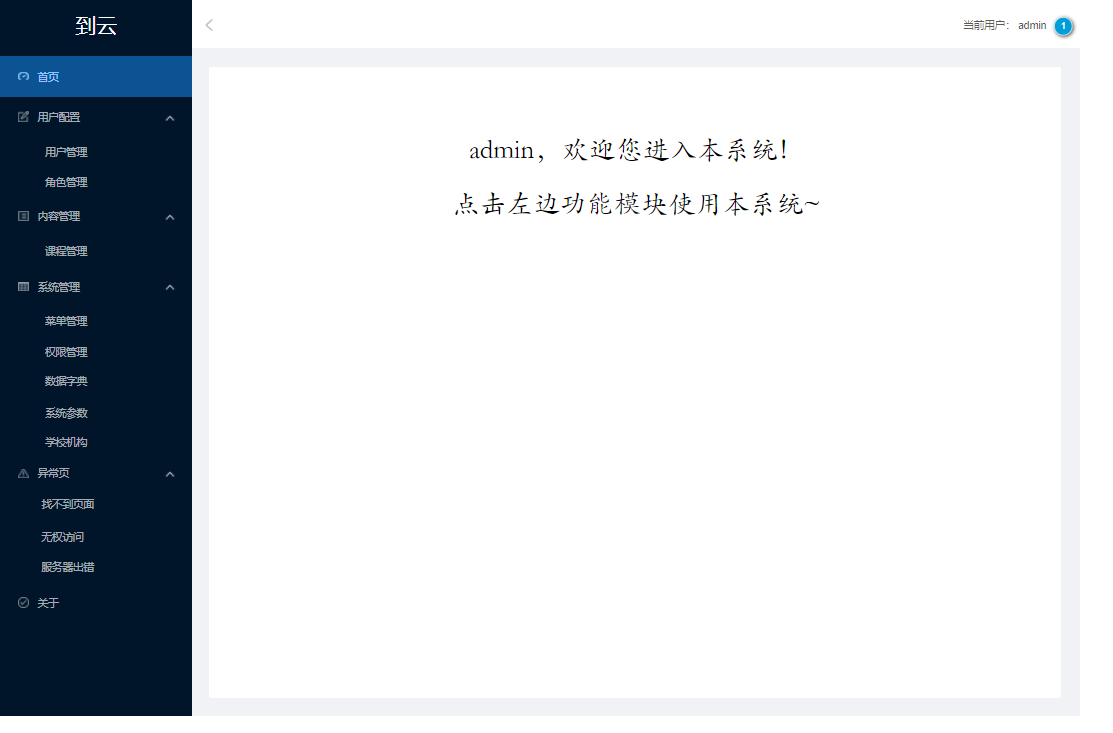 到云
当前用户： admin 1
首页
用户配置
用户管理
角色管理
内容管理
课程管理
系统管理
菜单管理
权限管理
数据字典
系统参数
学校机构
异常页
找不到页面
无权访问
服务器出错
关于
admin，欢迎您进入本系统！
点击左边功能模块使用本系统~